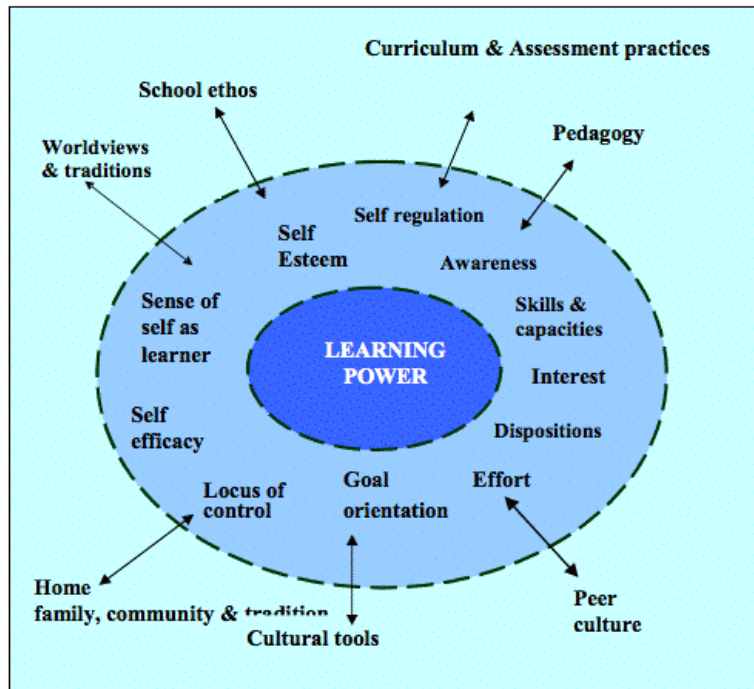 Curriculum & Assessment practices
School ethos
Pedagogy
Worldviews
& traditions
Self regulation
Self
Esteem
Awareness
Sense of
self as
learner
Skills &
capacities
LEARNING
POWER
Interest
Self
efficacy
Dispositions
Locus of
control
Goal
orientation
Effort
Home
family, community & tradition
Cultural tools
Peer
culture